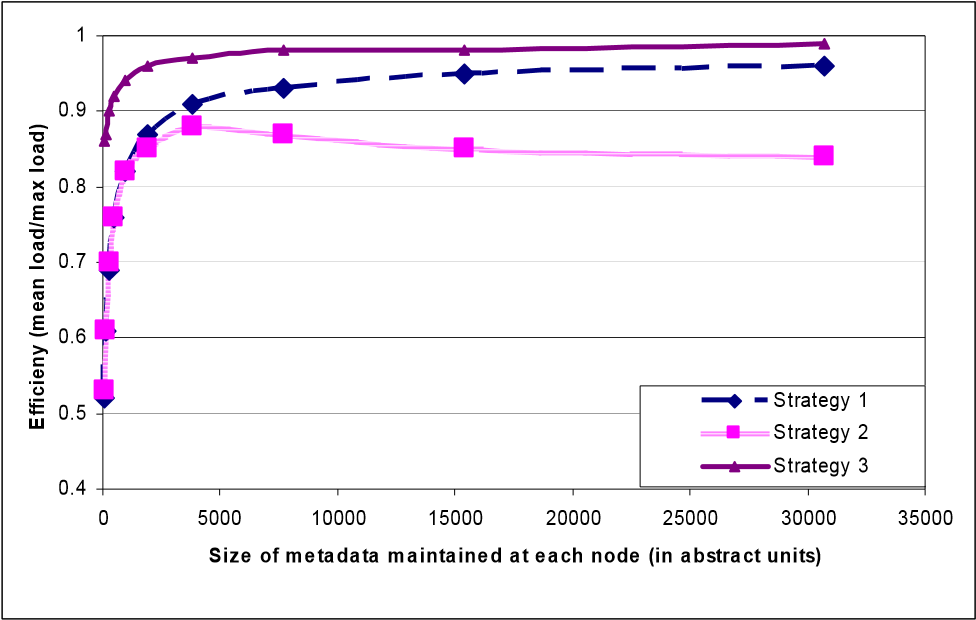 1
0.9
0.8
0.7
0.6
0.5
0.4
Efficieny (mean load/max load)
0 5000 10000 15000 20000 25000 30000 35000
Size of metadata maintained at each node (in abstract units)
Strategy 1
Strategy 2
Strategy 3